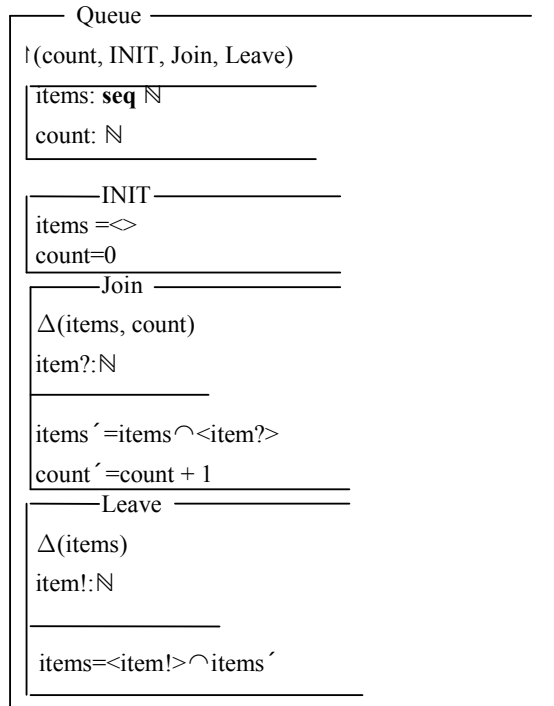 Queue
↾(count, INIT, Join, Leave)
items: seq ℕ
count: ℕ
INIT
items =<>
count=0
Join
Δ(items, count)
item?:ℕ
items´=items⌒<item?>
count´=count + 1
Leave
Δ(items)
item!:ℕ
items=<item!>⌒items´